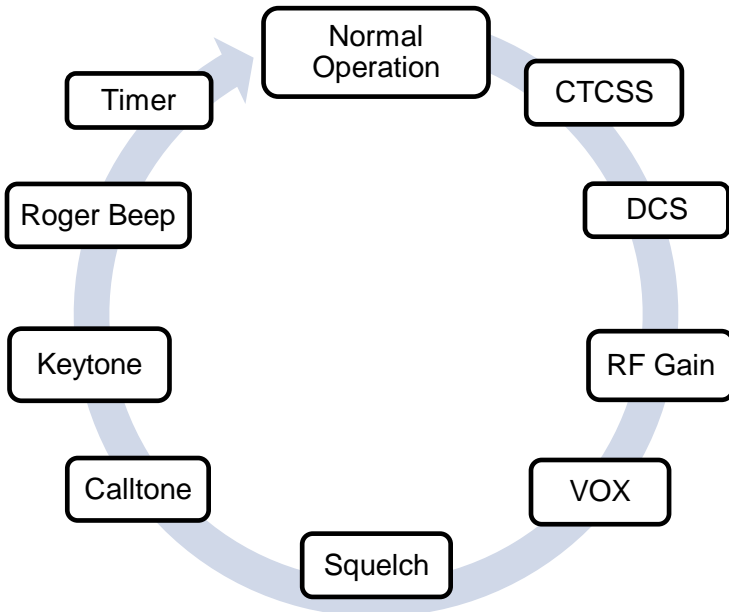 Normal
Operation
CTCSS
DCS
RF Gain
VOX
Squelch
Calltone
Keytone
Roger Beep
Timer